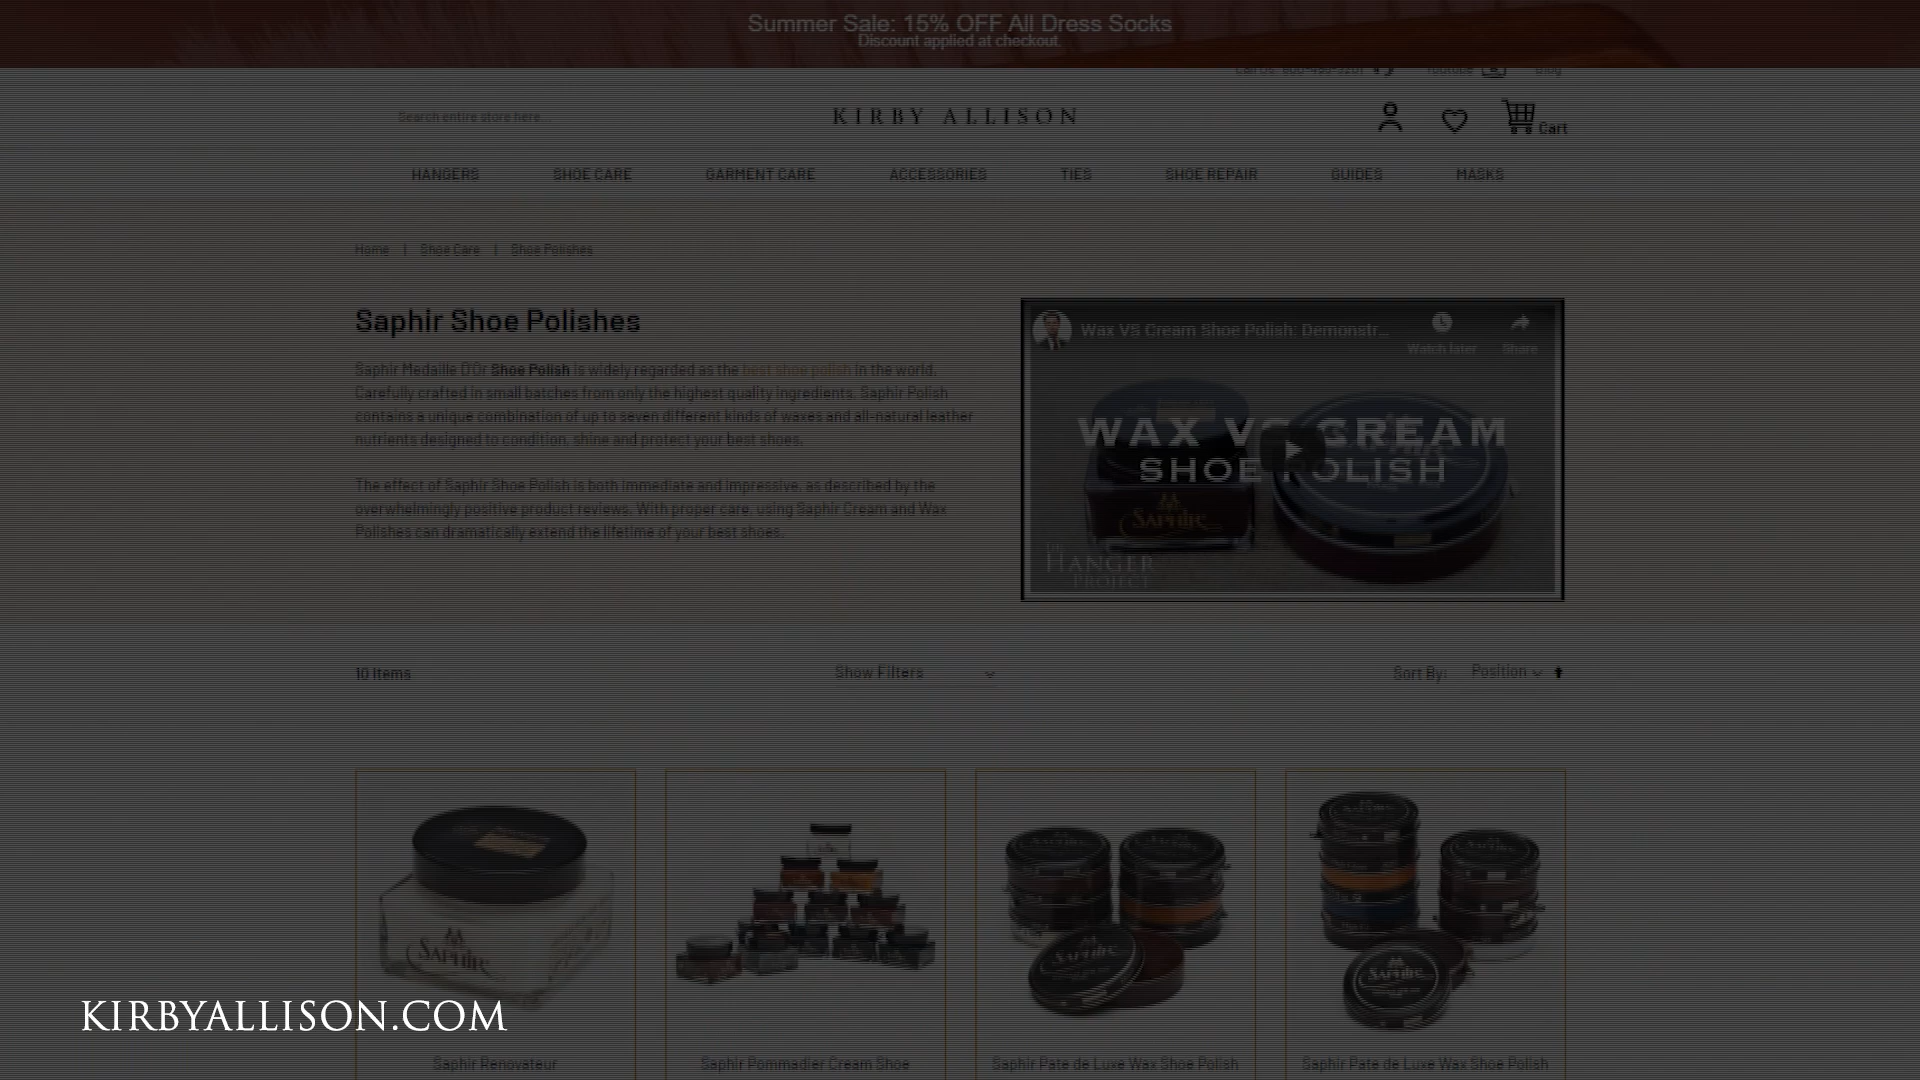 Summer Sale: 15% OFF All Dress Socks
Discount applied at checkout.
Call Us: 800-490-5201 Youtube Blog
Search entire store here...
KIRBY ALLISON
Cart
HANGERS SHOE CARE GARMENT CARE ACCESSORIES TIES SHOE REPAIR GUIDES MASKS
Home | Shoe Care | Shoe Polishes
Saphir Shoe Polishes
Saphir Medaille D'Or Shoe Polish is widely regarded as the best shoe polish in the world.
Carefully crafted in small batches from only the highest quality ingredients, Saphir Polish
contains a unique combination of up to seven different kinds of waxes and all-natural leather
nutrients designed to condition, shine and protect your best shoes.
The effect of Saphir Shoe Polish is both immediate and impressive, as described by the
overwhelmingly positive product reviews. With proper care, using Saphir Cream and Wax
Polishes can dramatically extend the lifetime of your best shoes.
Wax VS Cream Shoe Polish: Demonstr...
Watch later Share
WAX VS CREAM
SHOE POLISH
SAPHIR
HANGER
PROJECT
10 Items
Show Filters
Sort By: Position
SAPHIR
SAPHIR
SAPHIR
Saphir Renovateur
Saphir Pommadier Cream Shoe
Saphir Pate de Luxe Wax Shoe Polish
Saphir Pate de Luxe Wax Shoe Polish
KIRBYALLISON.COM